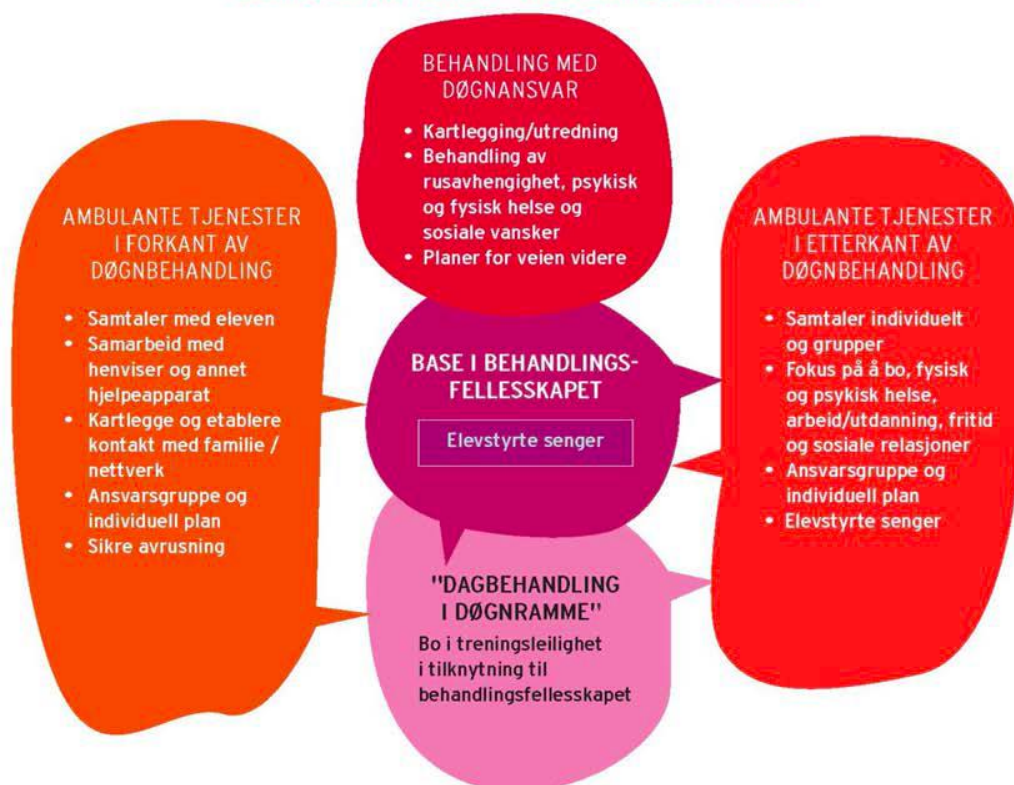 BEHANDLING MED
DØGNANSVAR
• Kartlegging/utredning
• Behandling av
rusavhengighet, psykisk
og fysisk helse og
sosiale vansker
• Planer for veien videre
AMBULANTE TJENESTER
I FORKANT AV
DØGNBEHANDLING
• Samtaler med eleven
• Samarbeid med
henviser og annet
hjelpeapparat
• Kartlegge og etablere
kontakt med familie /
nettverk
• Ansvarsgruppe og
individuell plan
• Sikre avrusning
BASE I BEHANDLINGS-
FELLESSKAPET
Elevstyrte senger
"DAGBEHANDLING
I DØGNRAMME"
Bo i treningsleilighet
i tilknytning til
behandlingsfellesskapet
AMBULANTE TJENESTER
I ETTERKANT AV
DØGNBEHANDLING
• Samtaler individuelt
og grupper
• Fokus på å bo, fysisk
og psykisk helse,
arbeid/utdanning, fritid
og sosiale relasjoner
• Ansvarsgruppe og
individuell plan
• Elevstyrte senger